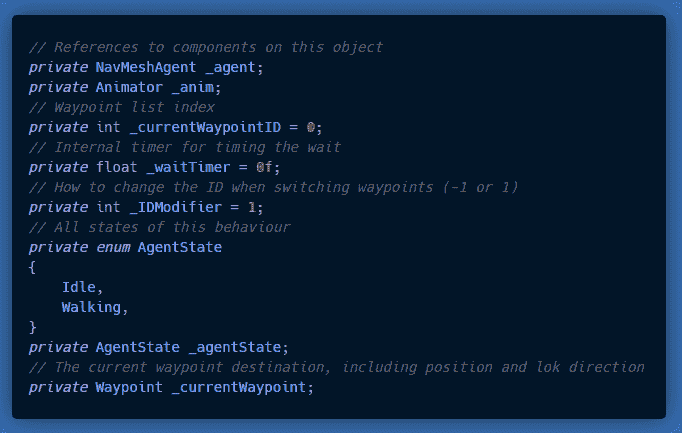 // References to components on this object
private NavMeshAgent _agent;
private Animator _anim;
// Waypoint list index
private int _currentWaypointID = 0;
// Internal timer for timing the wait
private float _waitTimer = 0f;
// How to change the ID when switching waypoints (-1 or 1)
private int _IDModifier = 1;
// All states of this behaviour
private enum AgentState
{
    Idle,
    Walking,
}
private AgentState _agentState;
// The current waypoint destination, including position and lok direction
private Waypoint _currentWaypoint;